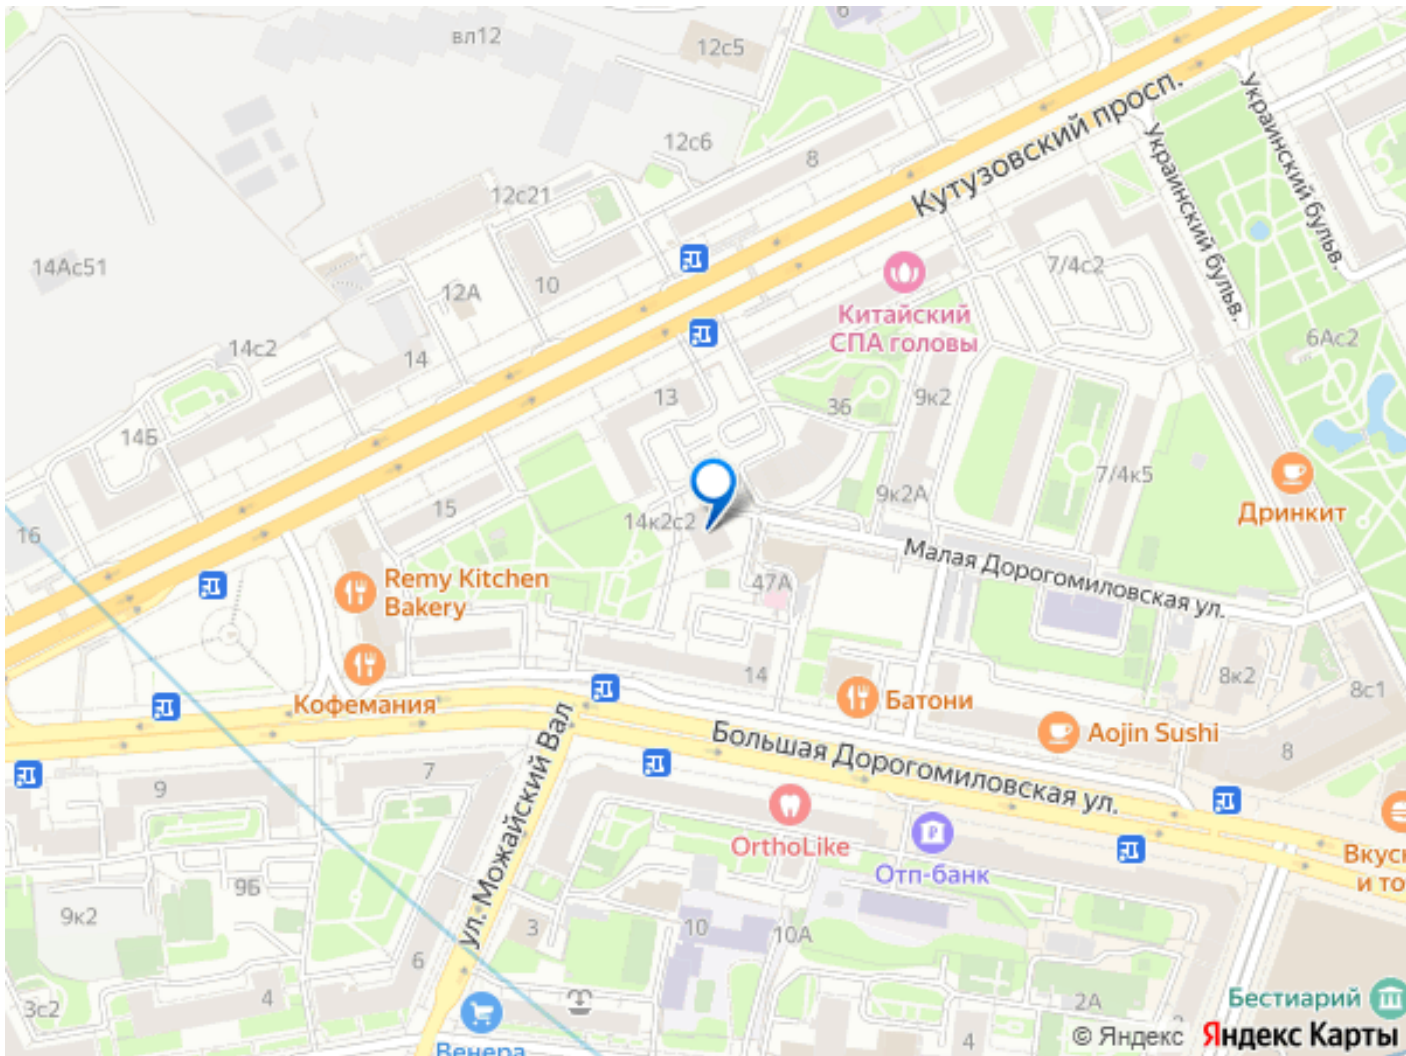 6
вл12
12с5
Кутузовский просп.
Украинский бульв.
Украинский бульв.
12с6
8
12с21
14Ас51
12А
10
7/4с2
Китайский
СПА головы
6Ас2
14с2
14
13
36
9к2
14Б
7/4к5
9к2А
Дринкит
15
14к2с2
16
Малая Дорогомиловская ул.
Remy Kitchen
Bakery
47А
14
8к2
8с1
Кофемания
Батони
Aojin Sushi
Большая Дорогомиловская ул.
8
ул. Можайский Вал
7
9
OrthoLike
Отп-банк
Вкусн
и то
9Б
9к2
3
10
10А
6
4
3с2
2А
4
Бестиарий
Венера
© Яндекс Яндекс Карты